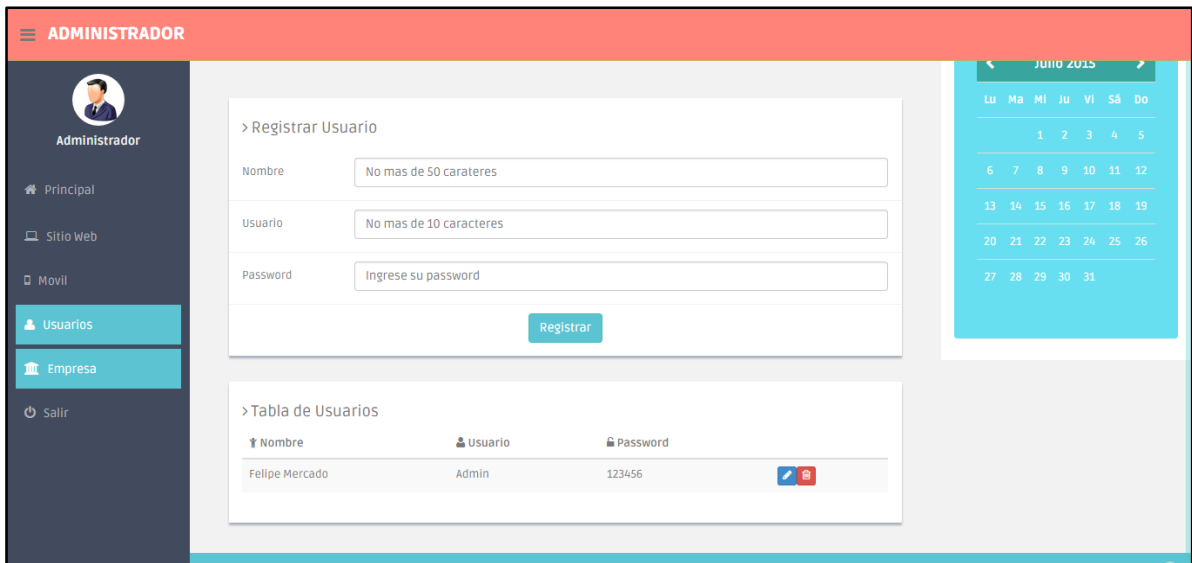 ADMINISTRADOR
Administrador
Principal
Sitio Web
Movil
Usuarios
Empresa
Salir
> Registrar Usuario
Nombre No mas de 50 carateres
Usuario No mas de 10 caracteres
Password Ingrese su password
Registrar
> Tabla de Usuarios
Nombre Usuario Password
Felipe Mercado Admin 123456
Julio 2015
Lu Ma Mi Ju Vi Sã Do
1 2 3 4 5
6 7 8 9 10 11 12
13 14 15 16 17 18 19
20 21 22 23 24 25 26
27 28 29 30 31